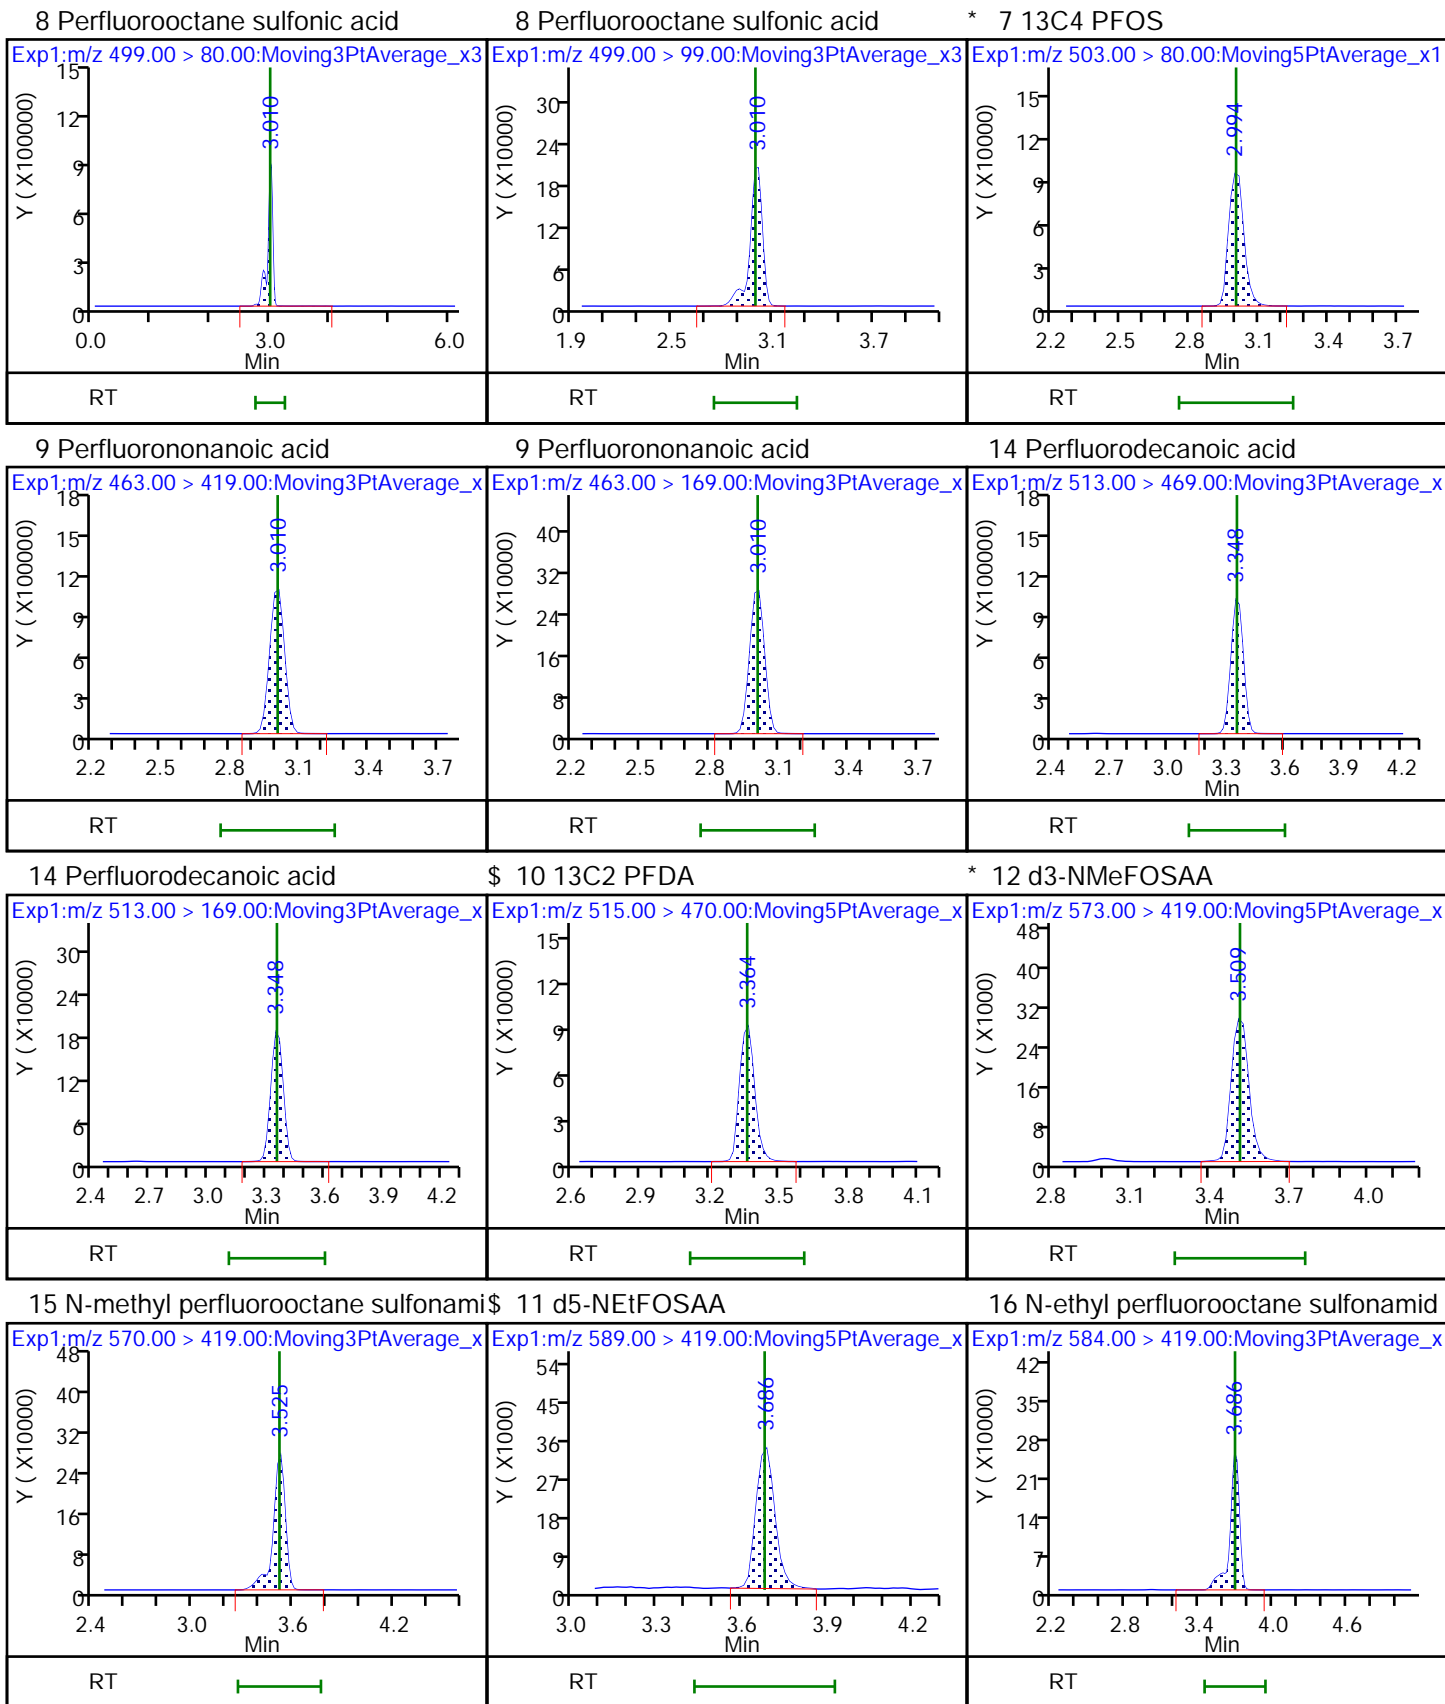 8 Perfluorooctane sulfonic acid
Exp1:m/z 499.00 > 80.00:Moving3PtAverage_x3
Y ( X100000)
15
12
9
6
3
0
3.010
0.0 3.0 6.0
Min
RT
8 Perfluorooctane sulfonic acid
Exp1:m/z 499.00 > 99.00:Moving3PtAverage_x3
Y ( X10000)
30
24
18
12
6
0
3.010
1.9 2.5 3.1 3.7
Min
RT
* 7 13C4 PFOS
Exp1:m/z 503.00 > 80.00:Moving5PtAverage_x1
Y ( X10000)
15
12
9
6
3
0
2.994
2.2 2.5 2.8 3.1 3.4 3.7
Min
RT
9 Perfluorononanoic acid
Exp1:m/z 463.00 > 419.00:Moving3PtAverage_x
Y ( X100000)
18
15
12
9
6
3
0
3.010
2.2 2.5 2.8 3.1 3.4 3.7
Min
RT
9 Perfluorononanoic acid
Exp1:m/z 463.00 > 169.00:Moving3PtAverage_x
Y ( X10000)
40
32
24
16
8
0
3.010
2.2 2.5 2.8 3.1 3.4 3.7
Min
RT
14 Perfluorodecanoic acid
Exp1:m/z 513.00 > 469.00:Moving3PtAverage_x
Y ( X100000)
18
15
12
9
6
3
0
3.348
2.4 2.7 3.0 3.3 3.6 3.9 4.2
Min
RT
14 Perfluorodecanoic acid
Exp1:m/z 513.00 > 169.00:Moving3PtAverage_x
Y ( X10000)
30
24
18
12
6
0
3.348
2.4 2.7 3.0 3.3 3.6 3.9 4.2
Min
RT
$ 10 13C2 PFDA
Exp1:m/z 515.00 > 470.00:Moving5PtAverage_x
Y ( X10000)
15
12
9
6
3
0
3.364
2.6 2.9 3.2 3.5 3.8 4.1
Min
RT
* 12 d3-NMeFOSAA
Exp1:m/z 573.00 > 419.00:Moving5PtAverage_x
Y ( X1000)
48
40
32
24
16
8
0
3.509
2.8 3.1 3.4 3.7 4.0
Min
RT
15 N-methyl perfluorooctane sulfonami
Exp1:m/z 570.00 > 419.00:Moving3PtAverage_x
Y ( X10000)
48
40
32
24
16
8
0
3.525
2.4 3.0 3.6 4.2
Min
RT
$ 11 d5-NEtFOSAA
Exp1:m/z 589.00 > 419.00:Moving5PtAverage_x
Y ( X1000)
54
45
36
27
18
9
0
3.686
3.0 3.3 3.6 3.9 4.2
Min
RT
16 N-ethyl perfluorooctane sulfonamid
Exp1:m/z 584.00 > 419.00:Moving3PtAverage_x
Y ( X10000)
42
35
28
21
14
7
0
3.686
2.2 2.8 3.4 4.0 4.6
Min
RT